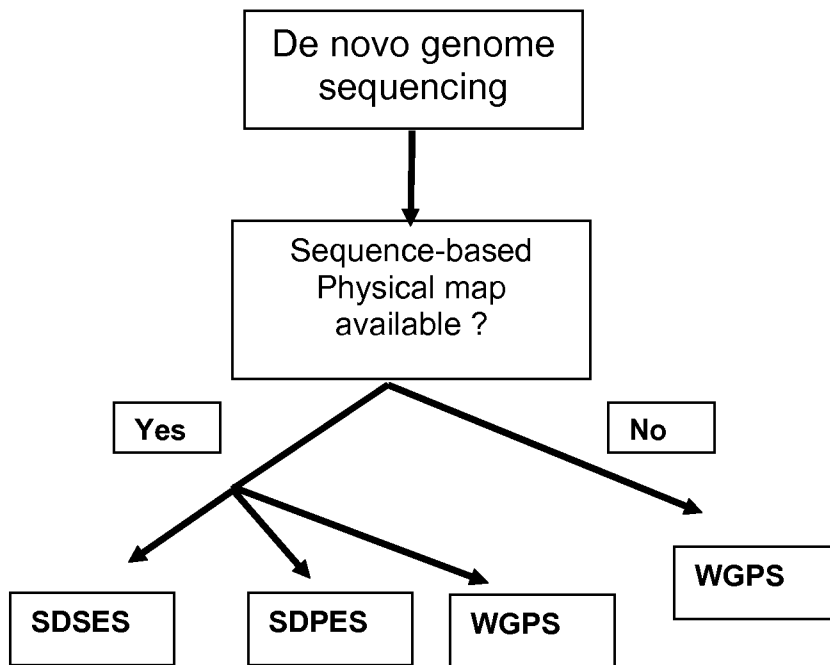 De novo genome
sequencing
Sequence-based
Physical map
available ?
Yes
No
SDSES
SDPES
WGPS
WGPS